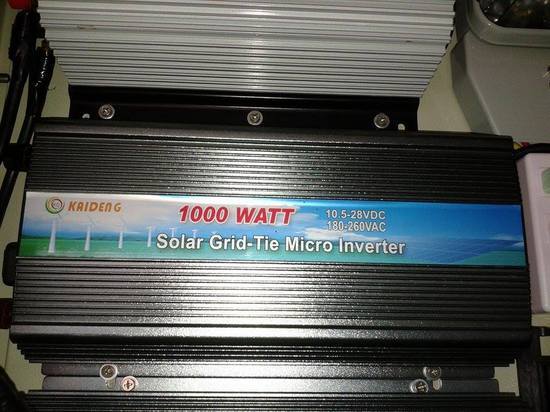 KAIDENG
1000 WATT
10.5-28VDC
180-260VAC
Solar Grid-Tie Micro Inverter